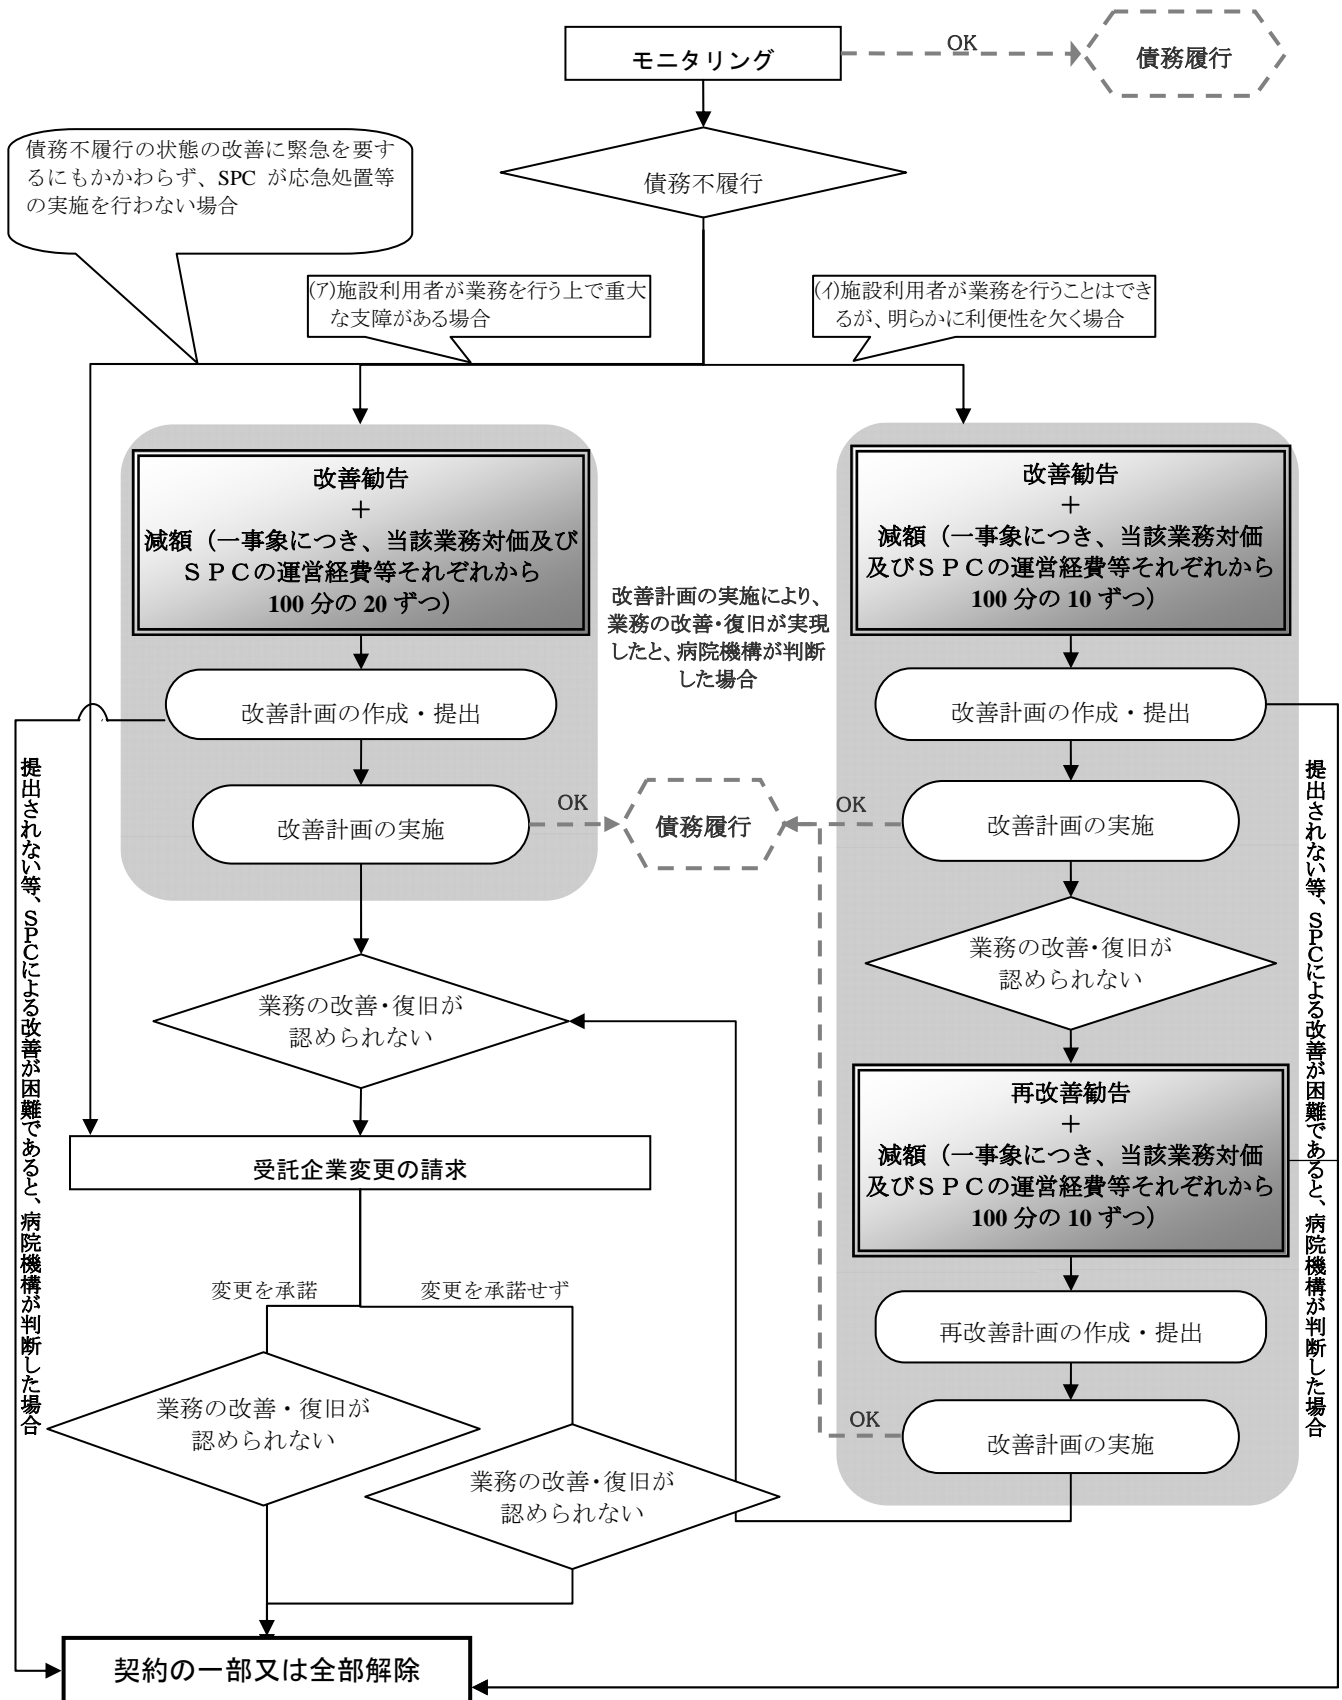 モニタリング
OK
債務履行
債務不履行の状態の改善に緊急を要す
るにもかかわらず、SPC が応急処置等
の実施を行わない場合
債務不履行
(ア)施設利用者が業務を行う上で重大
な支障がある場合
(イ)施設利用者が業務を行うことはでき
るが、明らかに利便性を欠く場合
改善勧告
+
減額（一事象につき、当該業務対価及び
ＳＰＣの運営経費等それぞれから
100 分の 20 ずつ）
改善計画の作成・提出
改善計画の実施
OK
改善計画の実施により、
業務の改善・復旧が実現
したと、病院機構が判断
した場合
債務履行
改善勧告
+
減額（一事象につき、当該業務対価
及びＳＰＣの運営経費等それぞれから
100 分の 10 ずつ）
改善計画の作成・提出
OK
改善計画の実施
業務の改善・復旧が
認められない
再改善勧告
+
減額（一事象につき、当該業務対価
及びＳＰＣの運営経費等それぞれから
100 分の 10 ずつ）
再改善計画の作成・提出
OK
改善計画の実施
提出されない等、SPCによる改善が困難であると、病院機構が判断した場合
提出されない等、SPCによる改善が困難であると、病院機構が判断した場合
業務の改善・復旧が
認められない
受託企業変更の請求
変更を承諾
変更を承諾せず
業務の改善・復旧が
認められない
業務の改善・復旧が
認められない
契約の一部又は全部解除